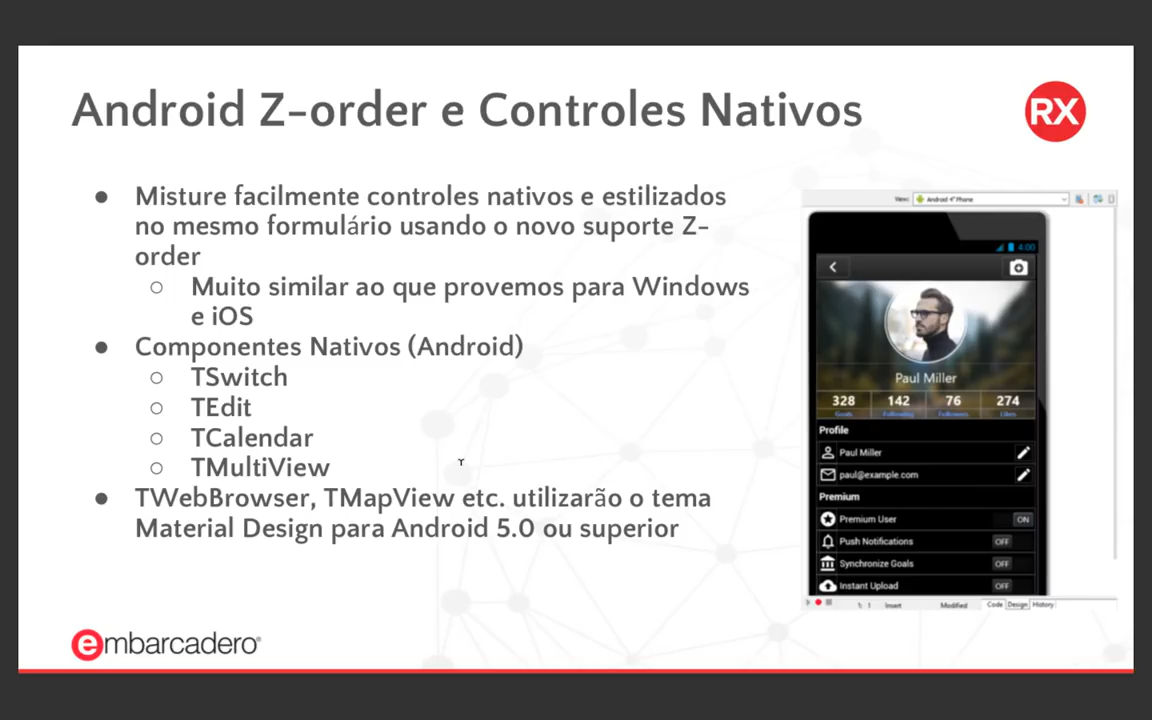 Android Z-order e Controles Nativos
RX
● Misture facilmente controles nativos e estilizados
no mesmo formulário usando o novo suporte Z-
order
○ Muito similar ao que provemos para Windows
e iOS
● Componentes Nativos (Android)
○ TSwitch
○ TEdit
○ TCalendar
○ TMultiView
● TWebBrowser, TMapView etc. utilizarão o tema
Material Design para Android 5.0 ou superior
View: Android 4" Phone
4:00
Paul Miller
328 142 76 274
Goals Following Followers Likes
Profile
Paul Miller
paul@example.com
Premium
Premium User ON
Push Notifications OFF
Synchronize Goals OFF
Instant Upload OFF
1: 1 Insert Modified Code Design History
embarcadero®